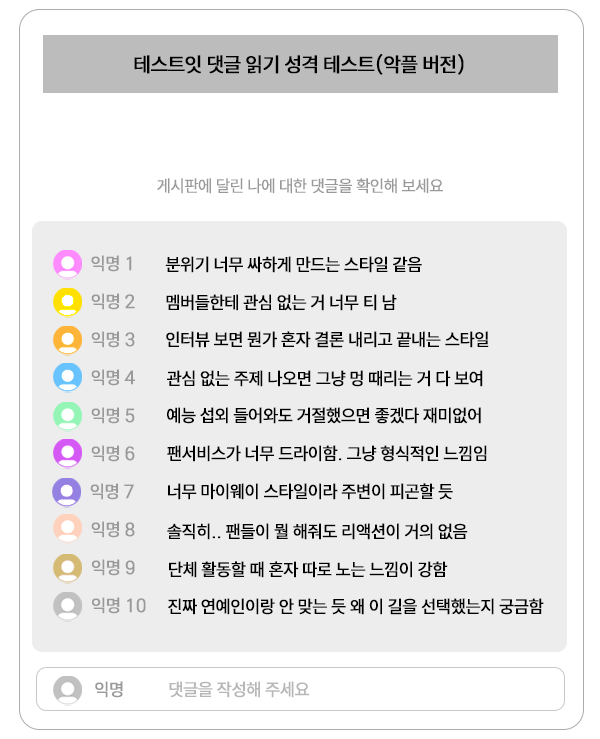 테스트잇 댓글 읽기 성격 테스트(악플 버전)
게시판에 달린 나에 대한 댓글을 확인해 보세요
익명 1 분위기 너무 싸하게 만드는 스타일 같음
익명 2 멤버들한테 관심 없는 거 너무 티 남
익명 3 인터뷰 보면 뭔가 혼자 결론 내리고 끝내는 스타일
익명 4 관심 없는 주제 나오면 그냥 멍 때리는 거 다 보여
익명 5 예능 섭외 들어와도 거절했으면 좋겠다 재미없어
익명 6 팬서비스가 너무 드라이함. 그냥 형식적인 느낌임
익명 7 너무 마이웨이 스타일이라 주변이 피곤할 듯
익명 8 솔직히.. 팬들이 뭘 해줘도 리액션이 거의 없음
익명 9 단체 활동할 때 혼자 따로 노는 느낌이 강함
익명 10 진짜 연예인이랑 안 맞는 듯 왜 이 길을 선택했는지 궁금함
익명 댓글을 작성해 주세요